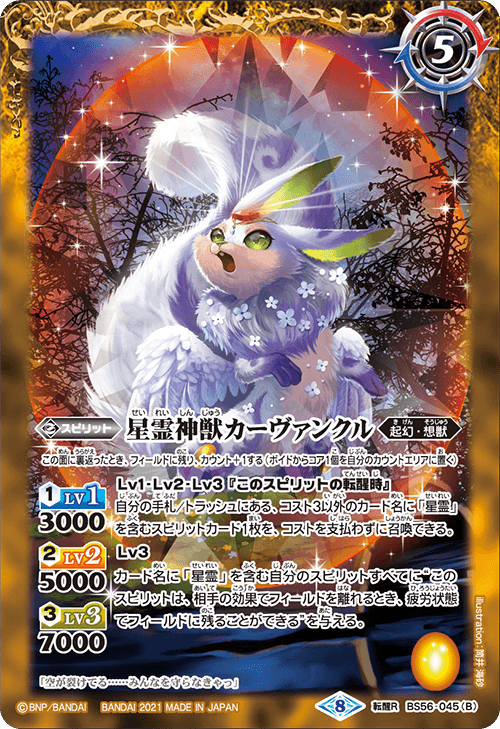 5
スピリット
星霊神獣カーヴァンクル
起幻・想獣
この面に裏返ったとき、フィールドに残り、カウント+1する(ボイドからコア1個を自分のカウントエリアに置く)
1 LV1
3000
Lv1・Lv2・Lv3『このスピリットの転醒時』
自分の手札/トラッシュにある、コスト3以外のカード名に「星霊」
を含むスピリットカード1枚を、コストを支払わずに召喚できる。
2 LV2
5000
Lv3
カード名に「星霊」を含む自分のスピリットすべてに“この
スピリットは、相手の効果でフィールドを離れるとき、疲労状態
でフィールドに残ることができる”を与える。
3 LV3
7000
「空が裂けてる……みんなを守らなきゃっ」
illustration:筒井 海砂
©BNP/BANDAI BANDAI 2021 MADE IN JAPAN 8 転醒R BS56-045(B)